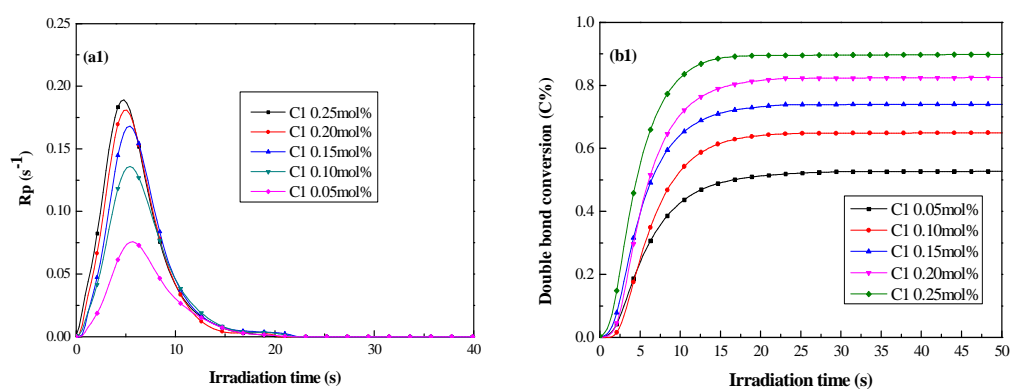 (a1)
Rp (s-1)
0.25
0.20
0.15
0.10
0.05
0.00
C1 0.25mol%
C1 0.20mol%
C1 0.15mol%
C1 0.10mol%
C1 0.05mol%
0 10 20 30 40
Irradiation time (s)
(b1)
Double bond conversion (C%)
1.0
0.8
0.6
0.4
0.2
0.0
C1 0.05mol%
C1 0.10mol%
C1 0.15mol%
C1 0.20mol%
C1 0.25mol%
0 5 10 15 20 25 30 35 40 45 50
Irradiation time (s)